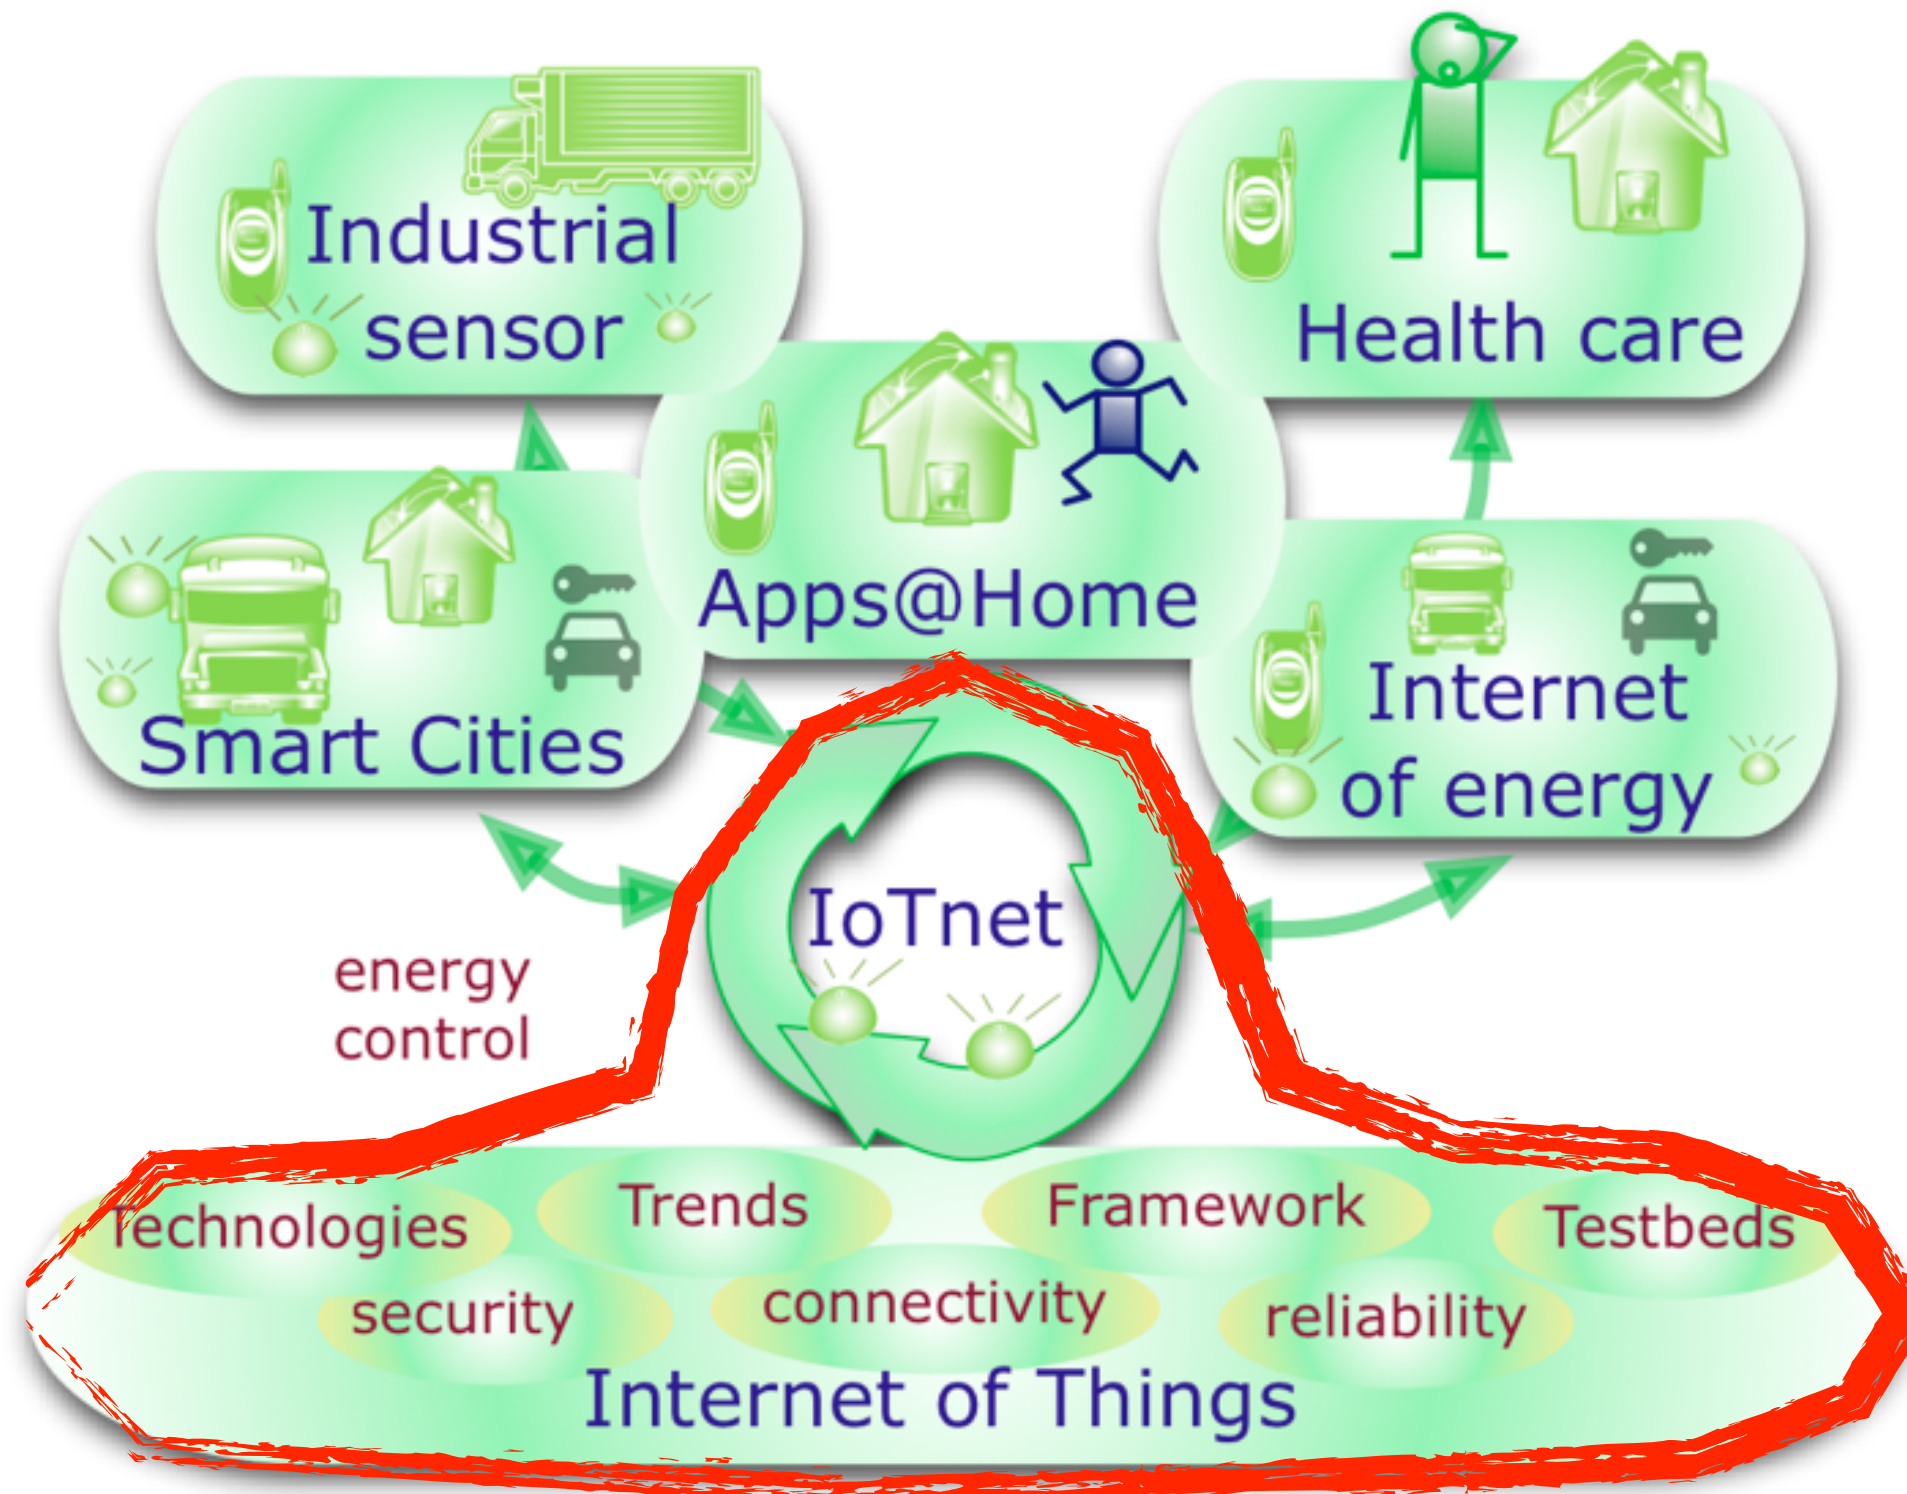 Industrial
sensor
Health care
Apps@Home
Smart Cities
Internet
of energy
IoTnet
energy
control
Technologies
Trends
Framework
Testbeds
security
connectivity
reliability
Internet of Things